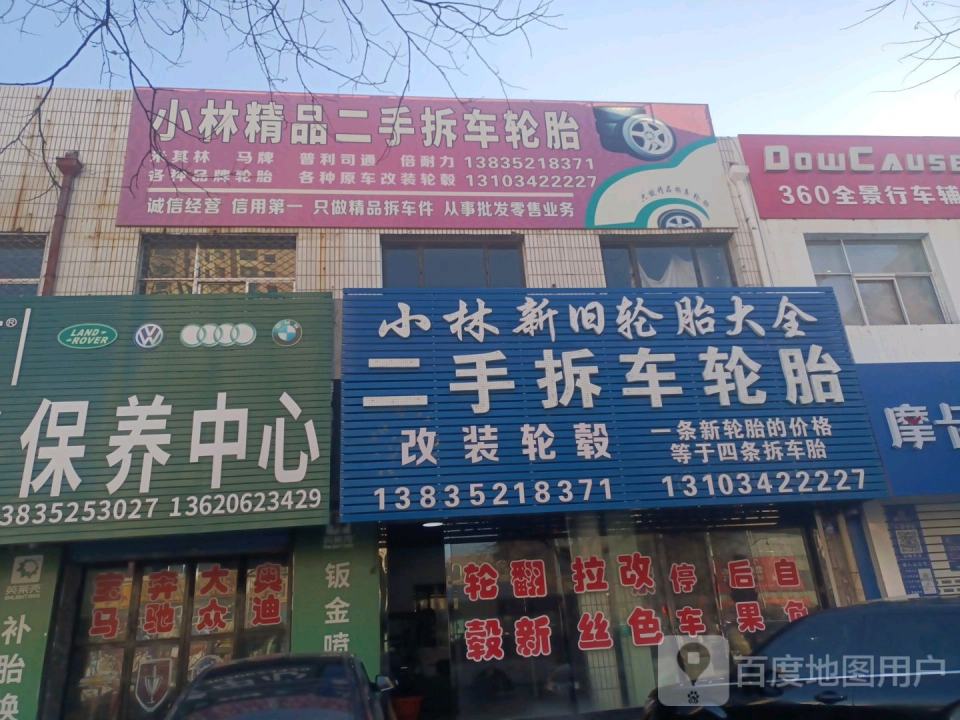 小林精品二手拆车轮胎
米其林 马牌 普利司通 倍耐力 13835218371
各种品牌轮胎 各种原车改装轮毂 13103422227
诚信经营 信用第一 只做精品拆车件 从事批发零售业务
DOWCAUSE
360全景行车辅
小林新旧轮胎大全
二手拆车轮胎
改装轮毂
一条新轮胎的价格
等于四条拆车胎
13835218371 13103422227
LAND-ROVER
保养中心
3835253027 13620623429
摩卡
宝马
奔驰
大众
奥迪
钣金喷
补胎换
轮毂
翻新
拉丝
改色
停车
后果
自负
百度地图用户